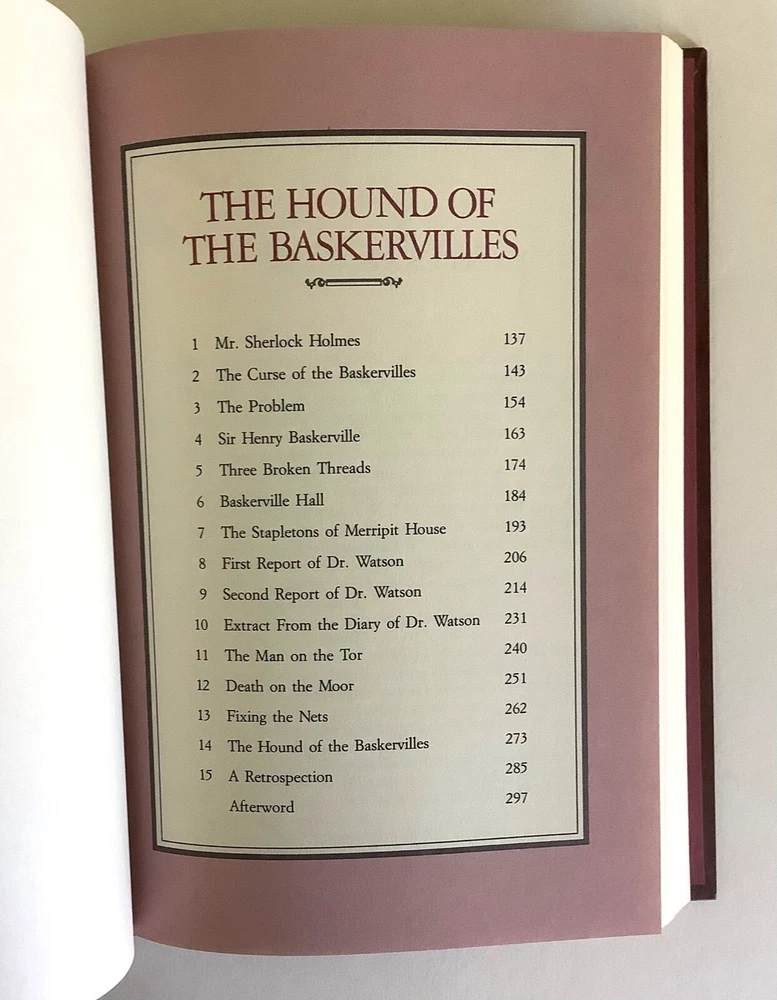 THE HOUND OF
THE BASKERVILLES
1 Mr. Sherlock Holmes 137
2 The Curse of the Baskervilles 143
3 The Problem 154
4 Sir Henry Baskerville 163
5 Three Broken Threads 174
6 Baskerville Hall 184
7 The Stapletons of Merripit House 193
8 First Report of Dr. Watson 206
9 Second Report of Dr. Watson 214
10 Extract From the Diary of Dr. Watson 231
11 The Man on the Tor 240
12 Death on the Moor 251
13 Fixing the Nets 262
14 The Hound of the Baskervilles 273
15 A Retrospection 285
Afterword 297